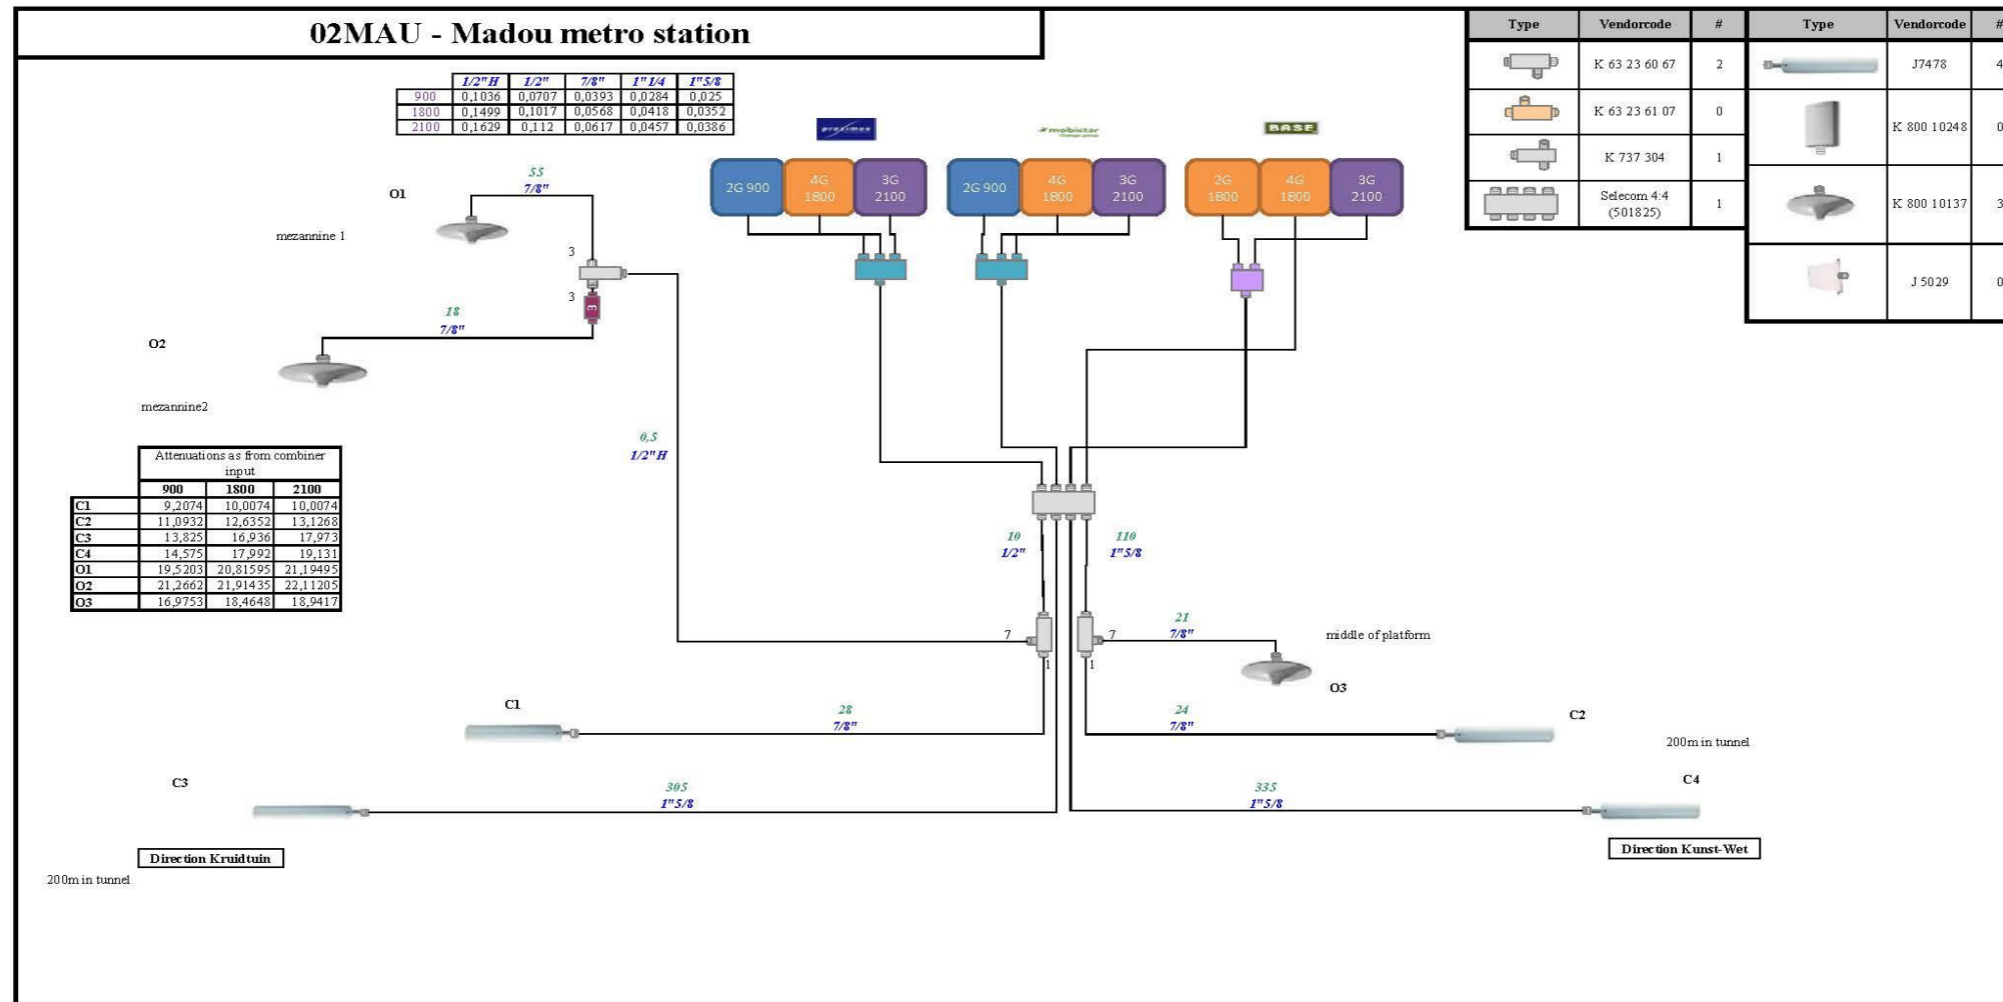 02MAU - Madou metro station
1/2"H 1/2" 7/8" 1"1/4 1"5/8
900 0,1036 0,0707 0,0393 0,0284 0,025
1800 0,1499 0,1017 0,0568 0,0418 0,0352
2100 0,1629 0,112 0,0617 0,0457 0,0386
proximus
mobistar
BASE
Type Vendorcode # Type Vendorcode #
K 63 23 60 67 2
J7478 4
K 63 23 61 07 0
K 800 10248 0
K 737 304 1
Selecom 4:4
(501825) 1
K 800 10137 3
J 5029 0
2G 900
4G
1800
3G
2100
2G 900
4G
1800
3G
2100
2G
1800
4G
1800
3G
2100
55
7/8"
O1
mezannine 1
3
3
E
18
7/8"
O2
mezannine2
0,5
1/2"H
Attenuations as from combiner
input
900 1800 2100
C1 9,2074 10,0074 10,0074
C2 11,0932 12,6352 13,1268
C3 13,825 16,936 17,973
C4 14,575 17,992 19,131
O1 19,5203 20,81595 21,19495
O2 21,2662 21,91435 22,11205
O3 16,9753 18,4648 18,9417
10
1/2"
110
1"5/8
7
1
7
1
21
7/8"
middle of platform
O3
C1
28
7/8"
24
7/8"
C2
200m in tunnel
C3
305
1"5/8
335
1"5/8
C4
Direction Kruidtuin
Direction Kunst-Wet
200m in tunnel